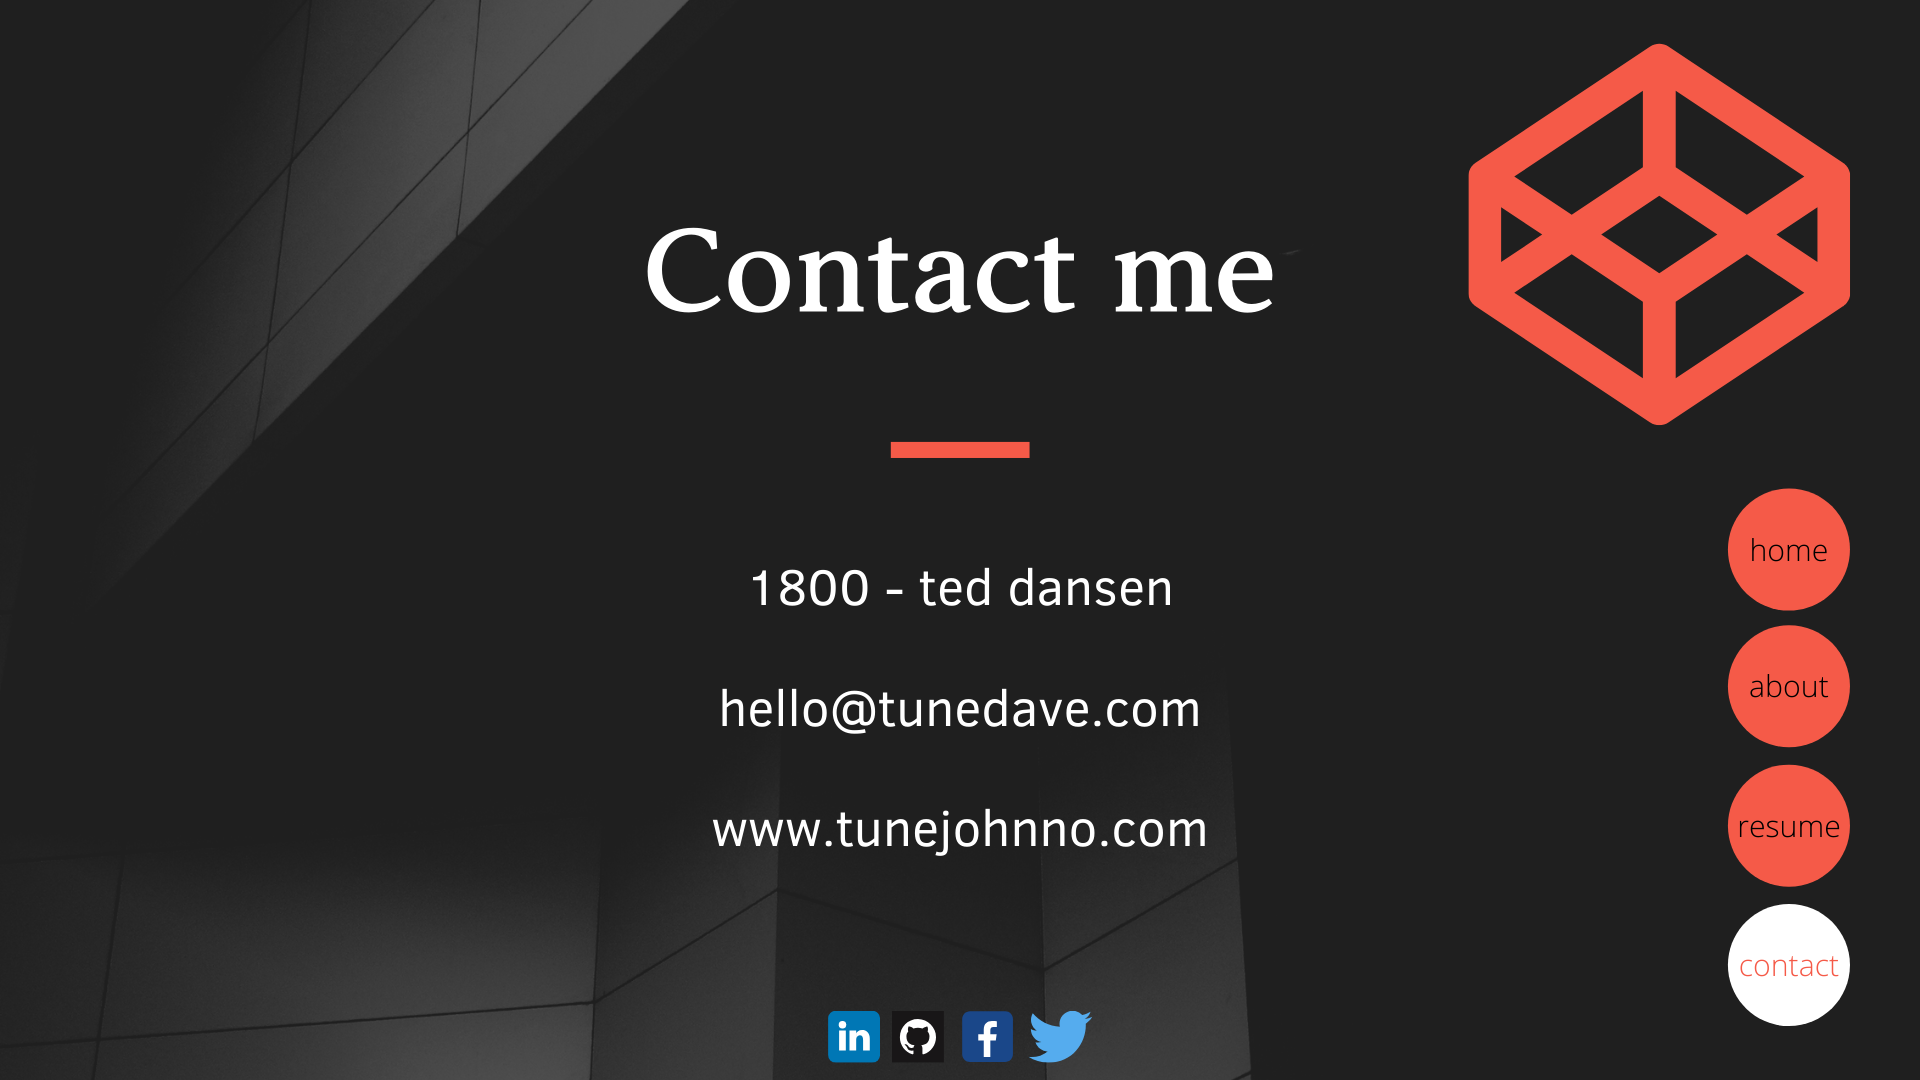 Contact me
1800 - ted dansen
hello@tunedave.com
www.tunejohnno.com
home
about
resume
contact
in
f